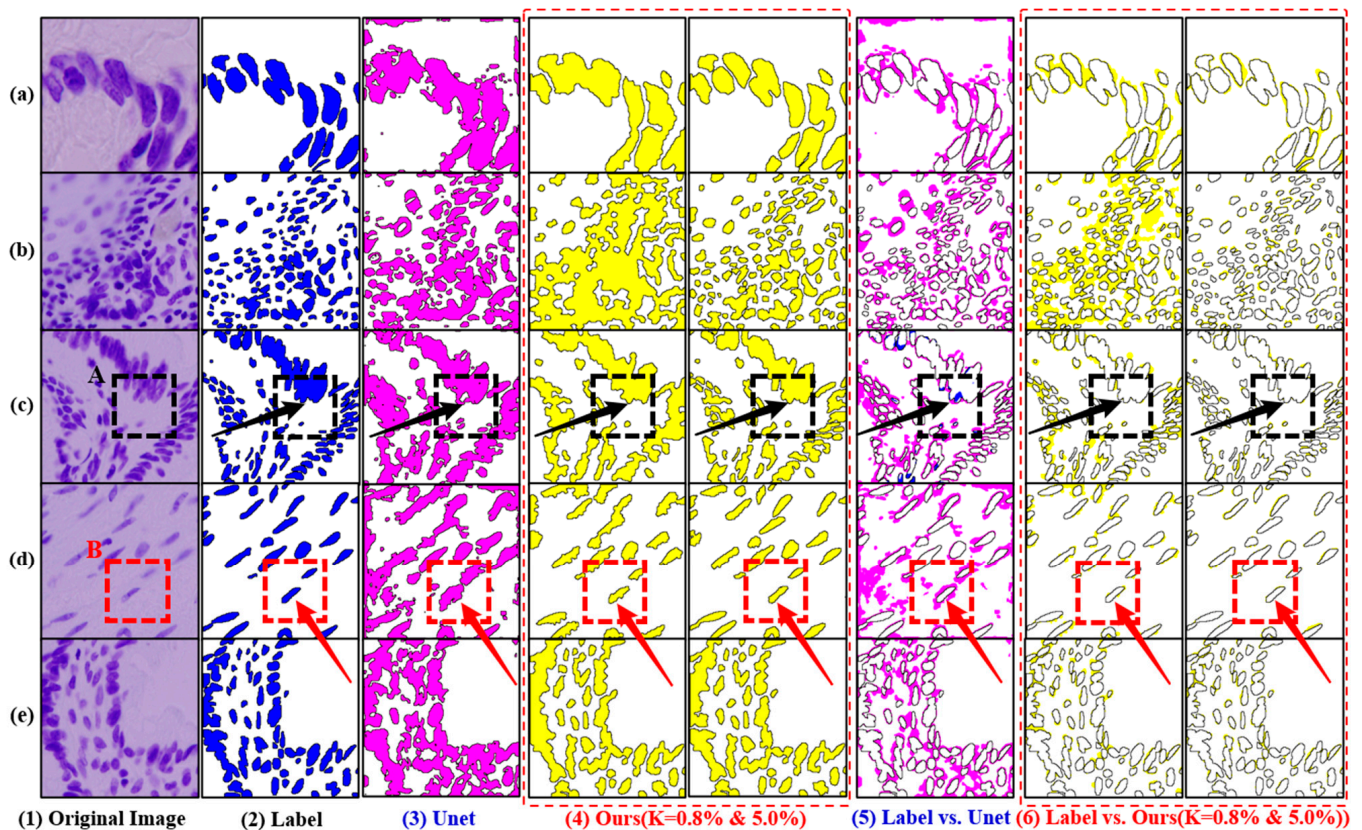 (a)
(b)
A
(c)
B
(d)
(e)
(1) Original Image (2) Label (3) Unet (4) Ours(K=0.8% & 5.0%) (5) Label vs. Unet (6) Label vs. Ours(K=0.8% & 5.0%))